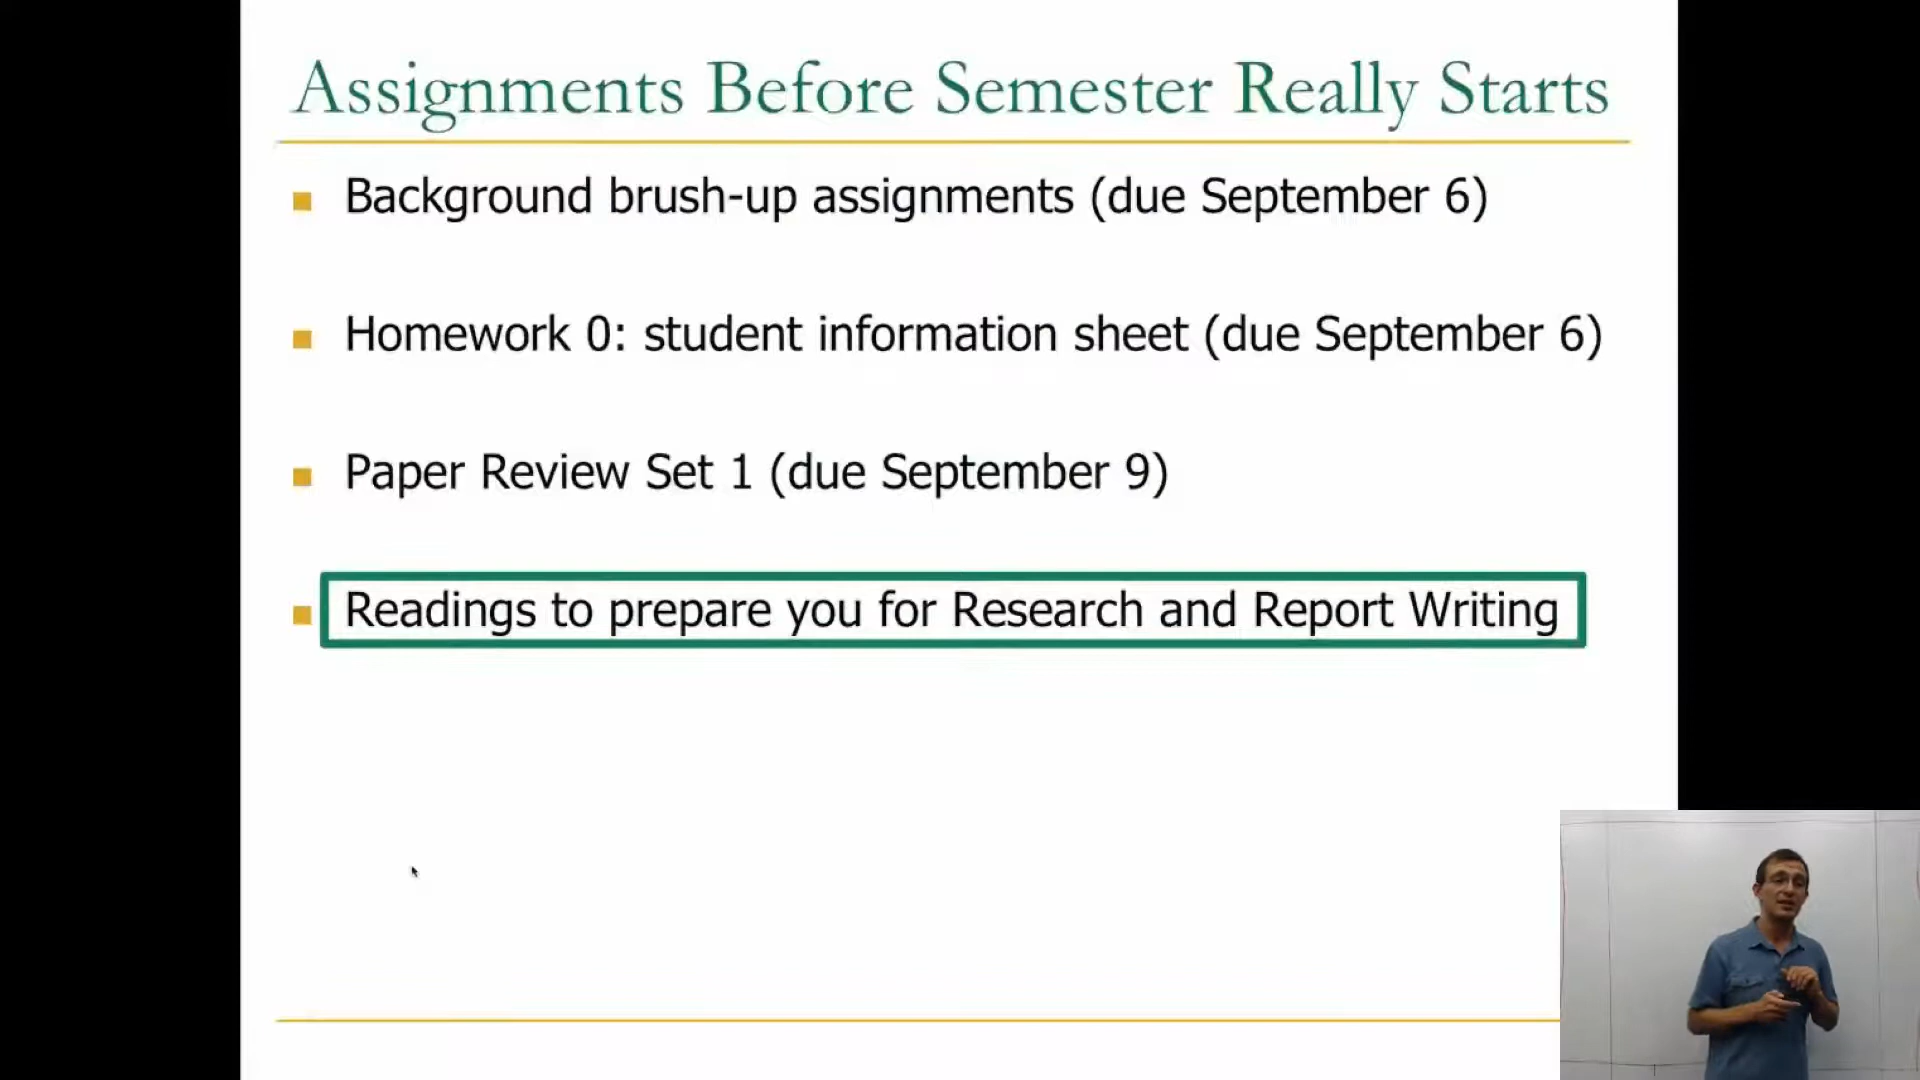 Assignments Before Semester Really Starts
Background brush-up assignments (due September 6)
Homework 0: student information sheet (due September 6)
Paper Review Set 1 (due September 9)
Readings to prepare you for Research and Report Writing